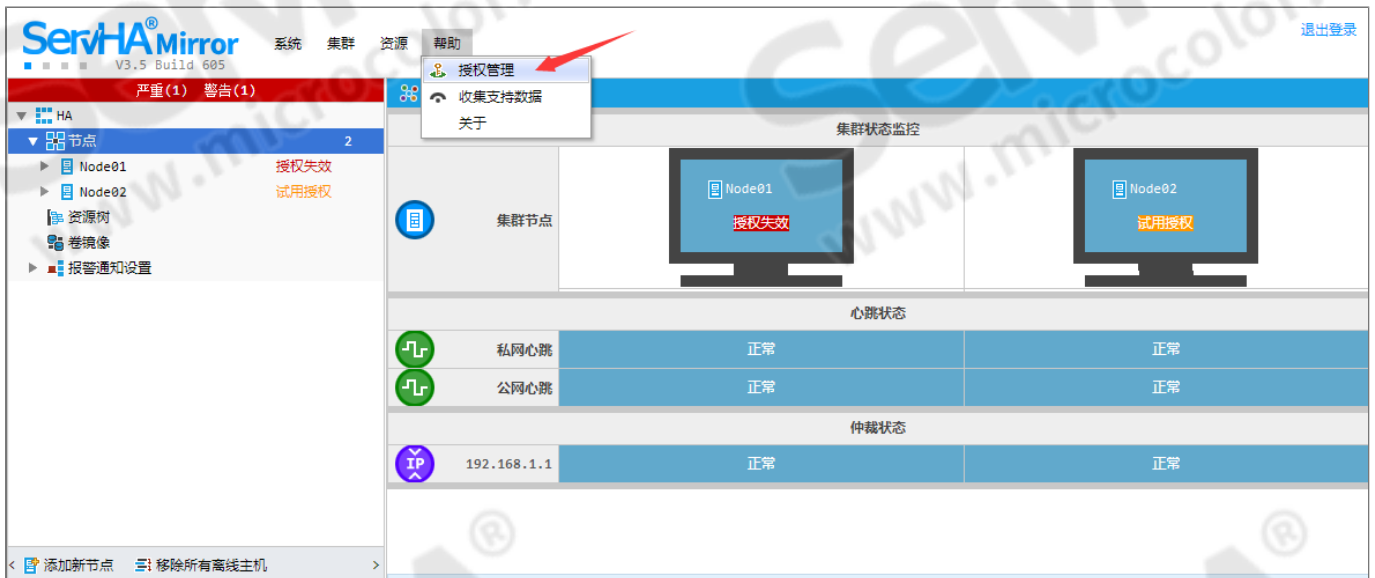 ServHA® Mirror
V3.5 Build 605
系统 集群 资源 帮助
退出登录
授权管理
收集支持数据
关于
严重(1) 警告(1)
HA
节点 2
Node01 授权失效
Node02 试用授权
资源树
卷镜像
报警通知设置
添加新节点 移除所有离线主机
集群状态监控
集群节点
Node01
授权失效
Node02
试用授权
心跳状态
私网心跳 正常 正常
公网心跳 正常 正常
仲裁状态
IP 192.168.1.1 正常 正常